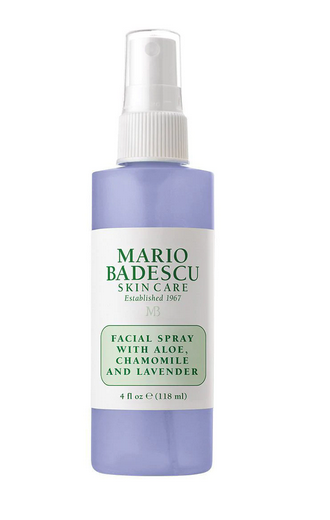 MARIO
BADESCU
SKIN CARE
Established 1967
MB
FACIAL SPRAY
WITH ALOE,
CHAMOMILE
AND LAVENDER
4 fl oz ℮ (118 ml)